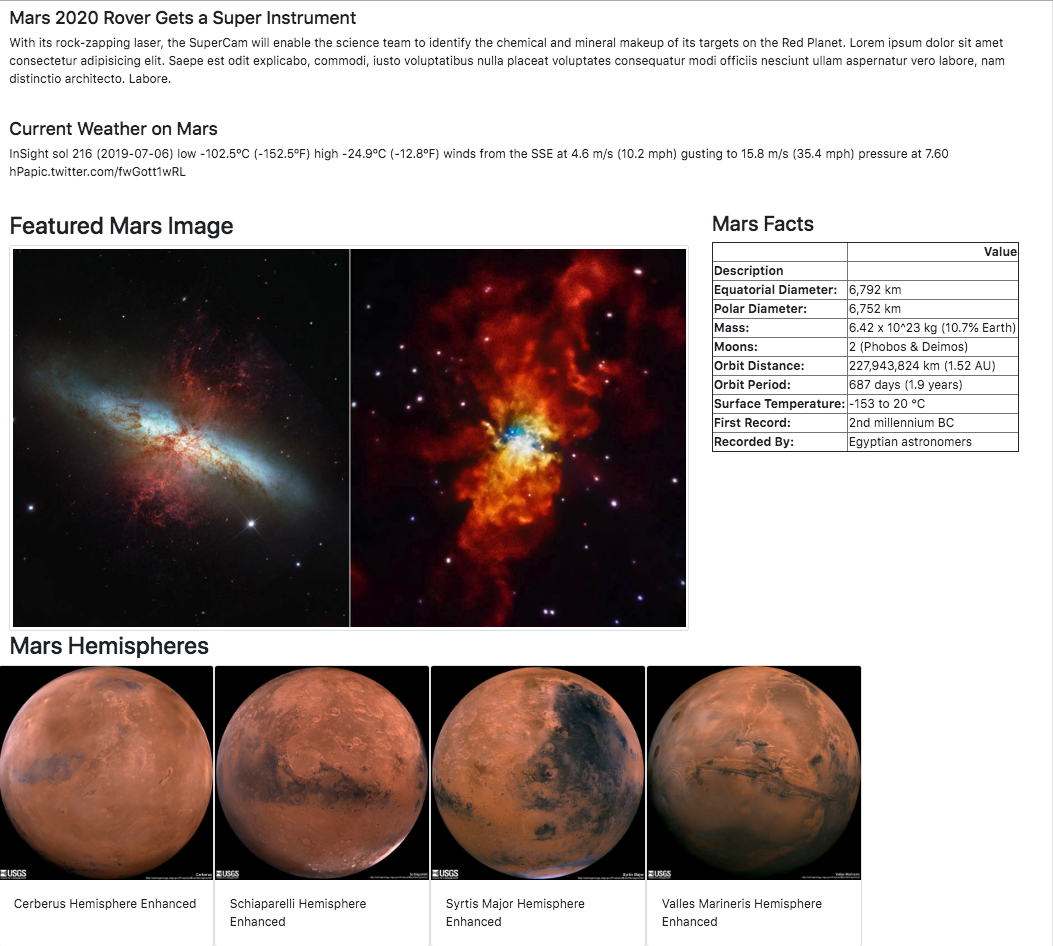 Mars 2020 Rover Gets a Super Instrument
With its rock-zapping laser, the SuperCam will enable the science team to identify the chemical and mineral makeup of its targets on the Red Planet. Lorem ipsum dolor sit amet
consectetur adipisicing elit. Saepe est odit explicabo, commodi, iusto voluptatibus nulla placeat voluptates consequatur modi officiis nesciunt ullam aspernatur vero labore, nam
distinctio architecto. Labore.
Current Weather on Mars
InSight sol 216 (2019-07-06) low -102.5ºC (-152.5ºF) high -24.9ºC (-12.8ºF) winds from the SSE at 4.6 m/s (10.2 mph) gusting to 15.8 m/s (35.4 mph) pressure at 7.60
hPapic.twitter.com/fwGott1wRL
Featured Mars Image
Mars Facts
Value
Description
Equatorial Diameter: 6,792 km
Polar Diameter: 6,752 km
Mass: 6.42 x 10^23 kg (10.7% Earth)
Moons: 2 (Phobos & Deimos)
Orbit Distance: 227,943,824 km (1.52 AU)
Orbit Period: 687 days (1.9 years)
Surface Temperature: -153 to 20 °C
First Record: 2nd millennium BC
Recorded By: Egyptian astronomers
Mars Hemispheres
USGS Cerberus
USGS Schiaparelli
USGS Syrtis Major
USGS Valles Marineris
Cerberus Hemisphere Enhanced
Schiaparelli Hemisphere
Enhanced
Syrtis Major Hemisphere
Enhanced
Valles Marineris Hemisphere
Enhanced